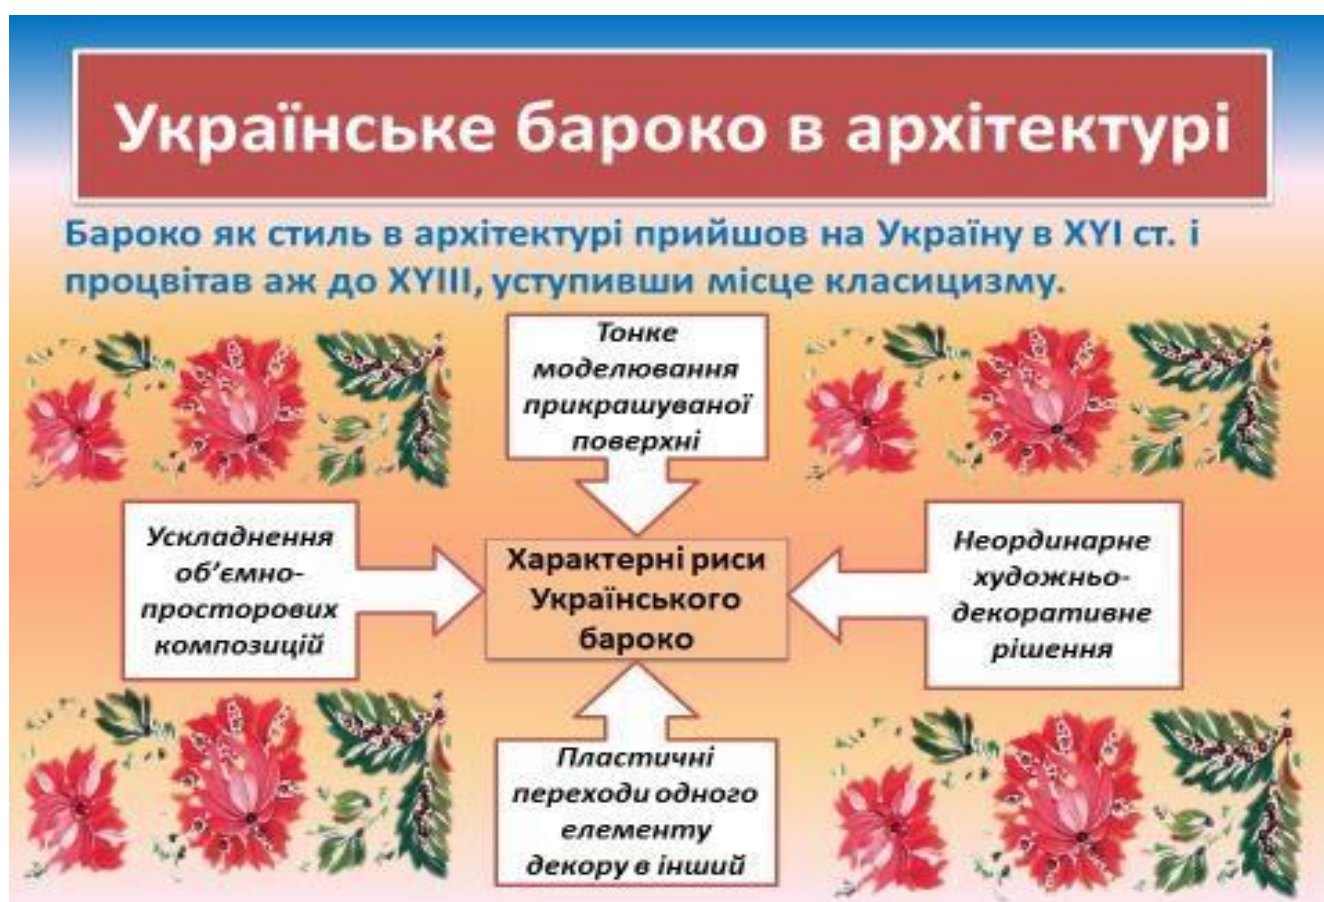 Українське бароко в архітектурі
Бароко як стиль в архітектурі прийшов на Україну в XYI ст. і
процвітав аж до XYIII, уступивши місце класицизму.
Тонке
моделювання
прикрашуваної
поверхні
Ускладнення
об’ємно-
просторових
композицій
Характерні риси
Українського
бароко
Неординарне
художньо-
декоративне
рішення
Пластичні
переходи одного
елементу
декору в інший